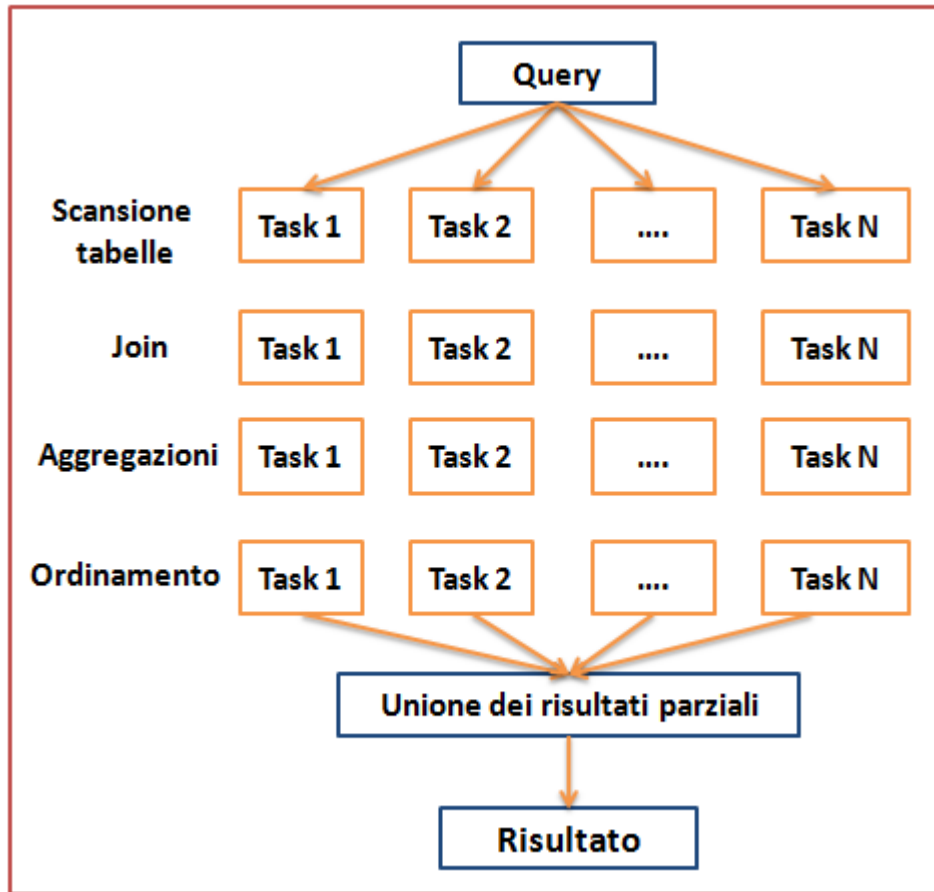 Query
Scansione
tabelle
Task 1
Task 2
....
Task N
Join
Task 1
Task 2
....
Task N
Aggregazioni
Task 1
Task 2
....
Task N
Ordinamento
Task 1
Task 2
....
Task N
Unione dei risultati parziali
Risultato